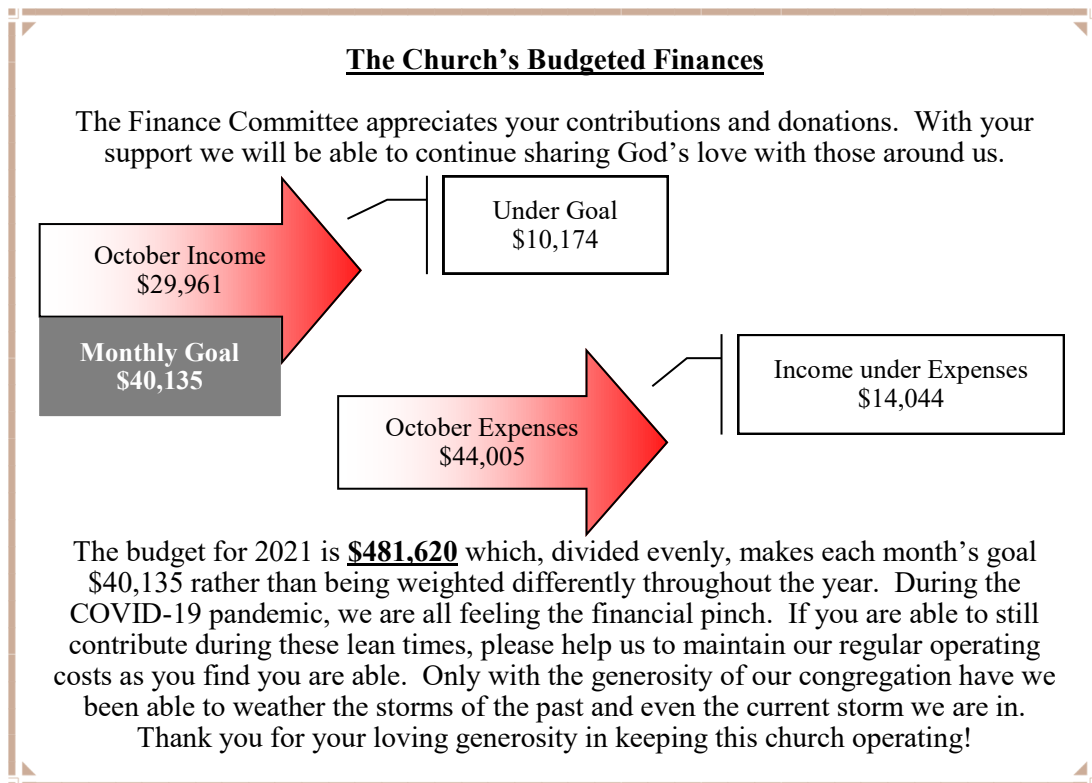 The Church’s Budgeted Finances
The Finance Committee appreciates your contributions and donations.  With your
support we will be able to continue sharing God’s love with those around us.
Under Goal
$10,174
October Income
$29,961
Monthly Goal
$40,135
Income under Expenses
$14,044
October Expenses
$44,005
The budget for 2021 is $481,620 which, divided evenly, makes each month’s goal
$40,135 rather than being weighted differently throughout the year.  During the
COVID-19 pandemic, we are all feeling the financial pinch.  If you are able to still
contribute during these lean times, please help us to maintain our regular operating
costs as you find you are able.  Only with the generosity of our congregation have we
been able to weather the storms of the past and even the current storm we are in.
Thank you for your loving generosity in keeping this church operating!